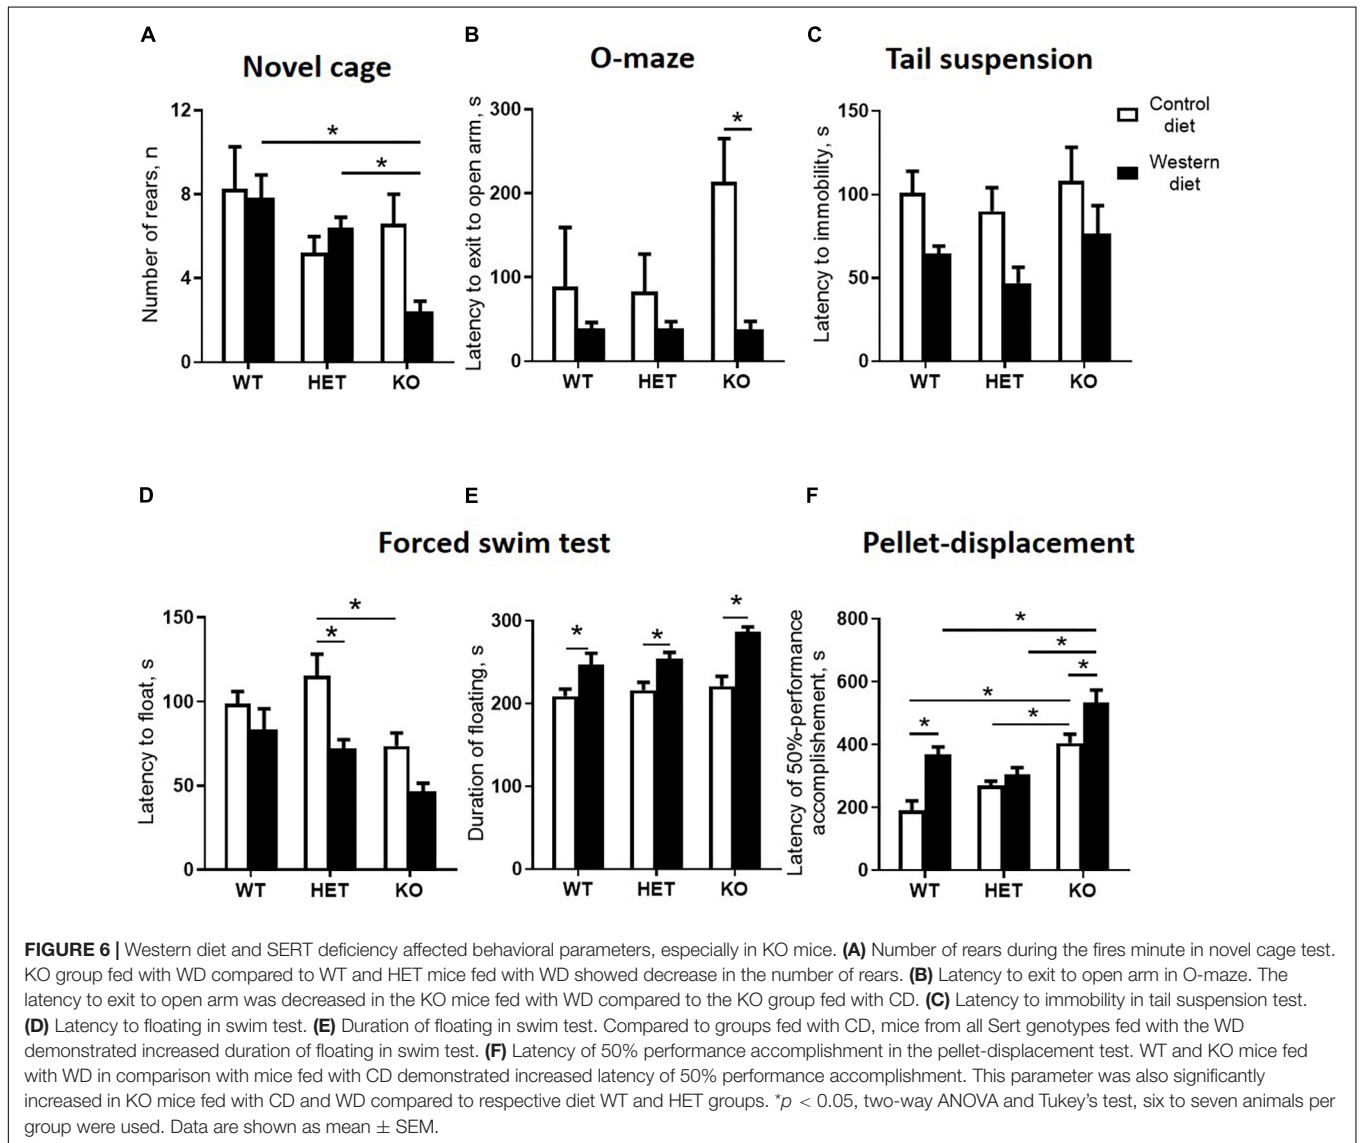 A
Novel cage
Number of rears, n
12
8
4
0
*
*
WT HET KO
B
O-maze
Latency to exit to open arm, s
300
200
100
0
*
WT HET KO
C
Tail suspension
Latency to immobility, s
150
100
50
0
WT HET KO
Control
diet
Western
diet
D
Forced swim test
Latency to float, s
150
100
50
0
*
*
WT HET KO
E
Duration of floating, s
300
200
100
0
*
*
*
WT HET KO
F
Pellet-displacement
Latency of 50%-performance
accomplishement, s
800
600
400
200
0
*
*
*
*
*
*
WT HET KO
FIGURE 6 | Western diet and SERT deficiency affected behavioral parameters, especially in KO mice. (A) Number of rears during the fires minute in novel cage test.
KO group fed with WD compared to WT and HET mice fed with WD showed decrease in the number of rears. (B) Latency to exit to open arm in O-maze. The
latency to exit to open arm was decreased in the KO mice fed with WD compared to the KO group fed with CD. (C) Latency to immobility in tail suspension test.
(D) Latency to floating in swim test. (E) Duration of floating in swim test. Compared to groups fed with CD, mice from all Sert genotypes fed with the WD
demonstrated increased duration of floating in swim test. (F) Latency of 50% performance accomplishment in the pellet-displacement test. WT and KO mice fed
with WD in comparison with mice fed with CD demonstrated increased latency of 50% performance accomplishment. This parameter was also significantly
increased in KO mice fed with CD and WD compared to respective diet WT and HET groups. *p < 0.05, two-way ANOVA and Tukey's test, six to seven animals per
group were used. Data are shown as mean ± SEM.